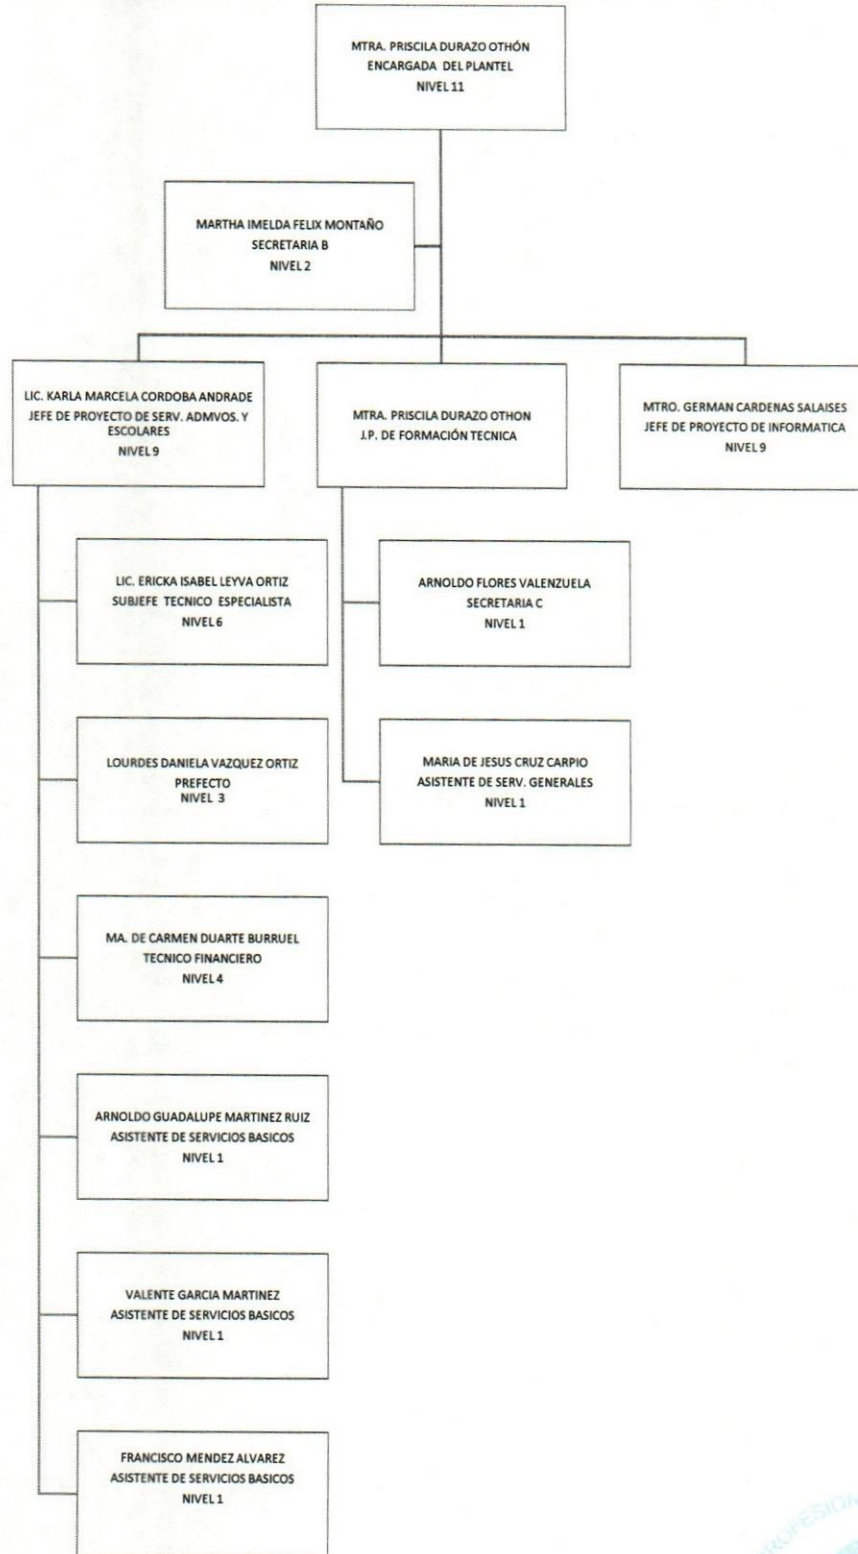 MTRA. PRISCILA DURAZO OTHÓN
ENCARGADA DEL PLANTEL
NIVEL 11
MARTHA IMELDA FELIX MONTAÑO
SECRETARIA B
NIVEL 2
LIC. KARLA MARCELA CORDOBA ANDRADE
JEFE DE PROYECTO DE SERV. ADMVOS. Y
ESCOLARES
NIVEL 9
MTRA. PRISCILA DURAZO OTHON
J.P. DE FORMACIÓN TECNICA
MTRO. GERMAN CARDENAS SALAISES
JEFE DE PROYECTO DE INFORMATICA
NIVEL 9
LIC. ERICKA ISABEL LEYVA ORTIZ
SUBJEFE TECNICO ESPECIALISTA
NIVEL 6
ARNOLDO FLORES VALENZUELA
SECRETARIA C
NIVEL 1
LOURDES DANIELA VAZQUEZ ORTIZ
PREFECTO
NIVEL 3
MARIA DE JESUS CRUZ CARPIO
ASISTENTE DE SERV. GENERALES
NIVEL 1
MA. DE CARMEN DUARTE BURRUEL
TECNICO FINANCIERO
NIVEL 4
ARNOLDO GUADALUPE MARTINEZ RUIZ
ASISTENTE DE SERVICIOS BASICOS
NIVEL 1
VALENTE GARCIA MARTINEZ
ASISTENTE DE SERVICIOS BASICOS
NIVEL 1
FRANCISCO MENDEZ ALVAREZ
ASISTENTE DE SERVICIOS BASICOS
NIVEL 1